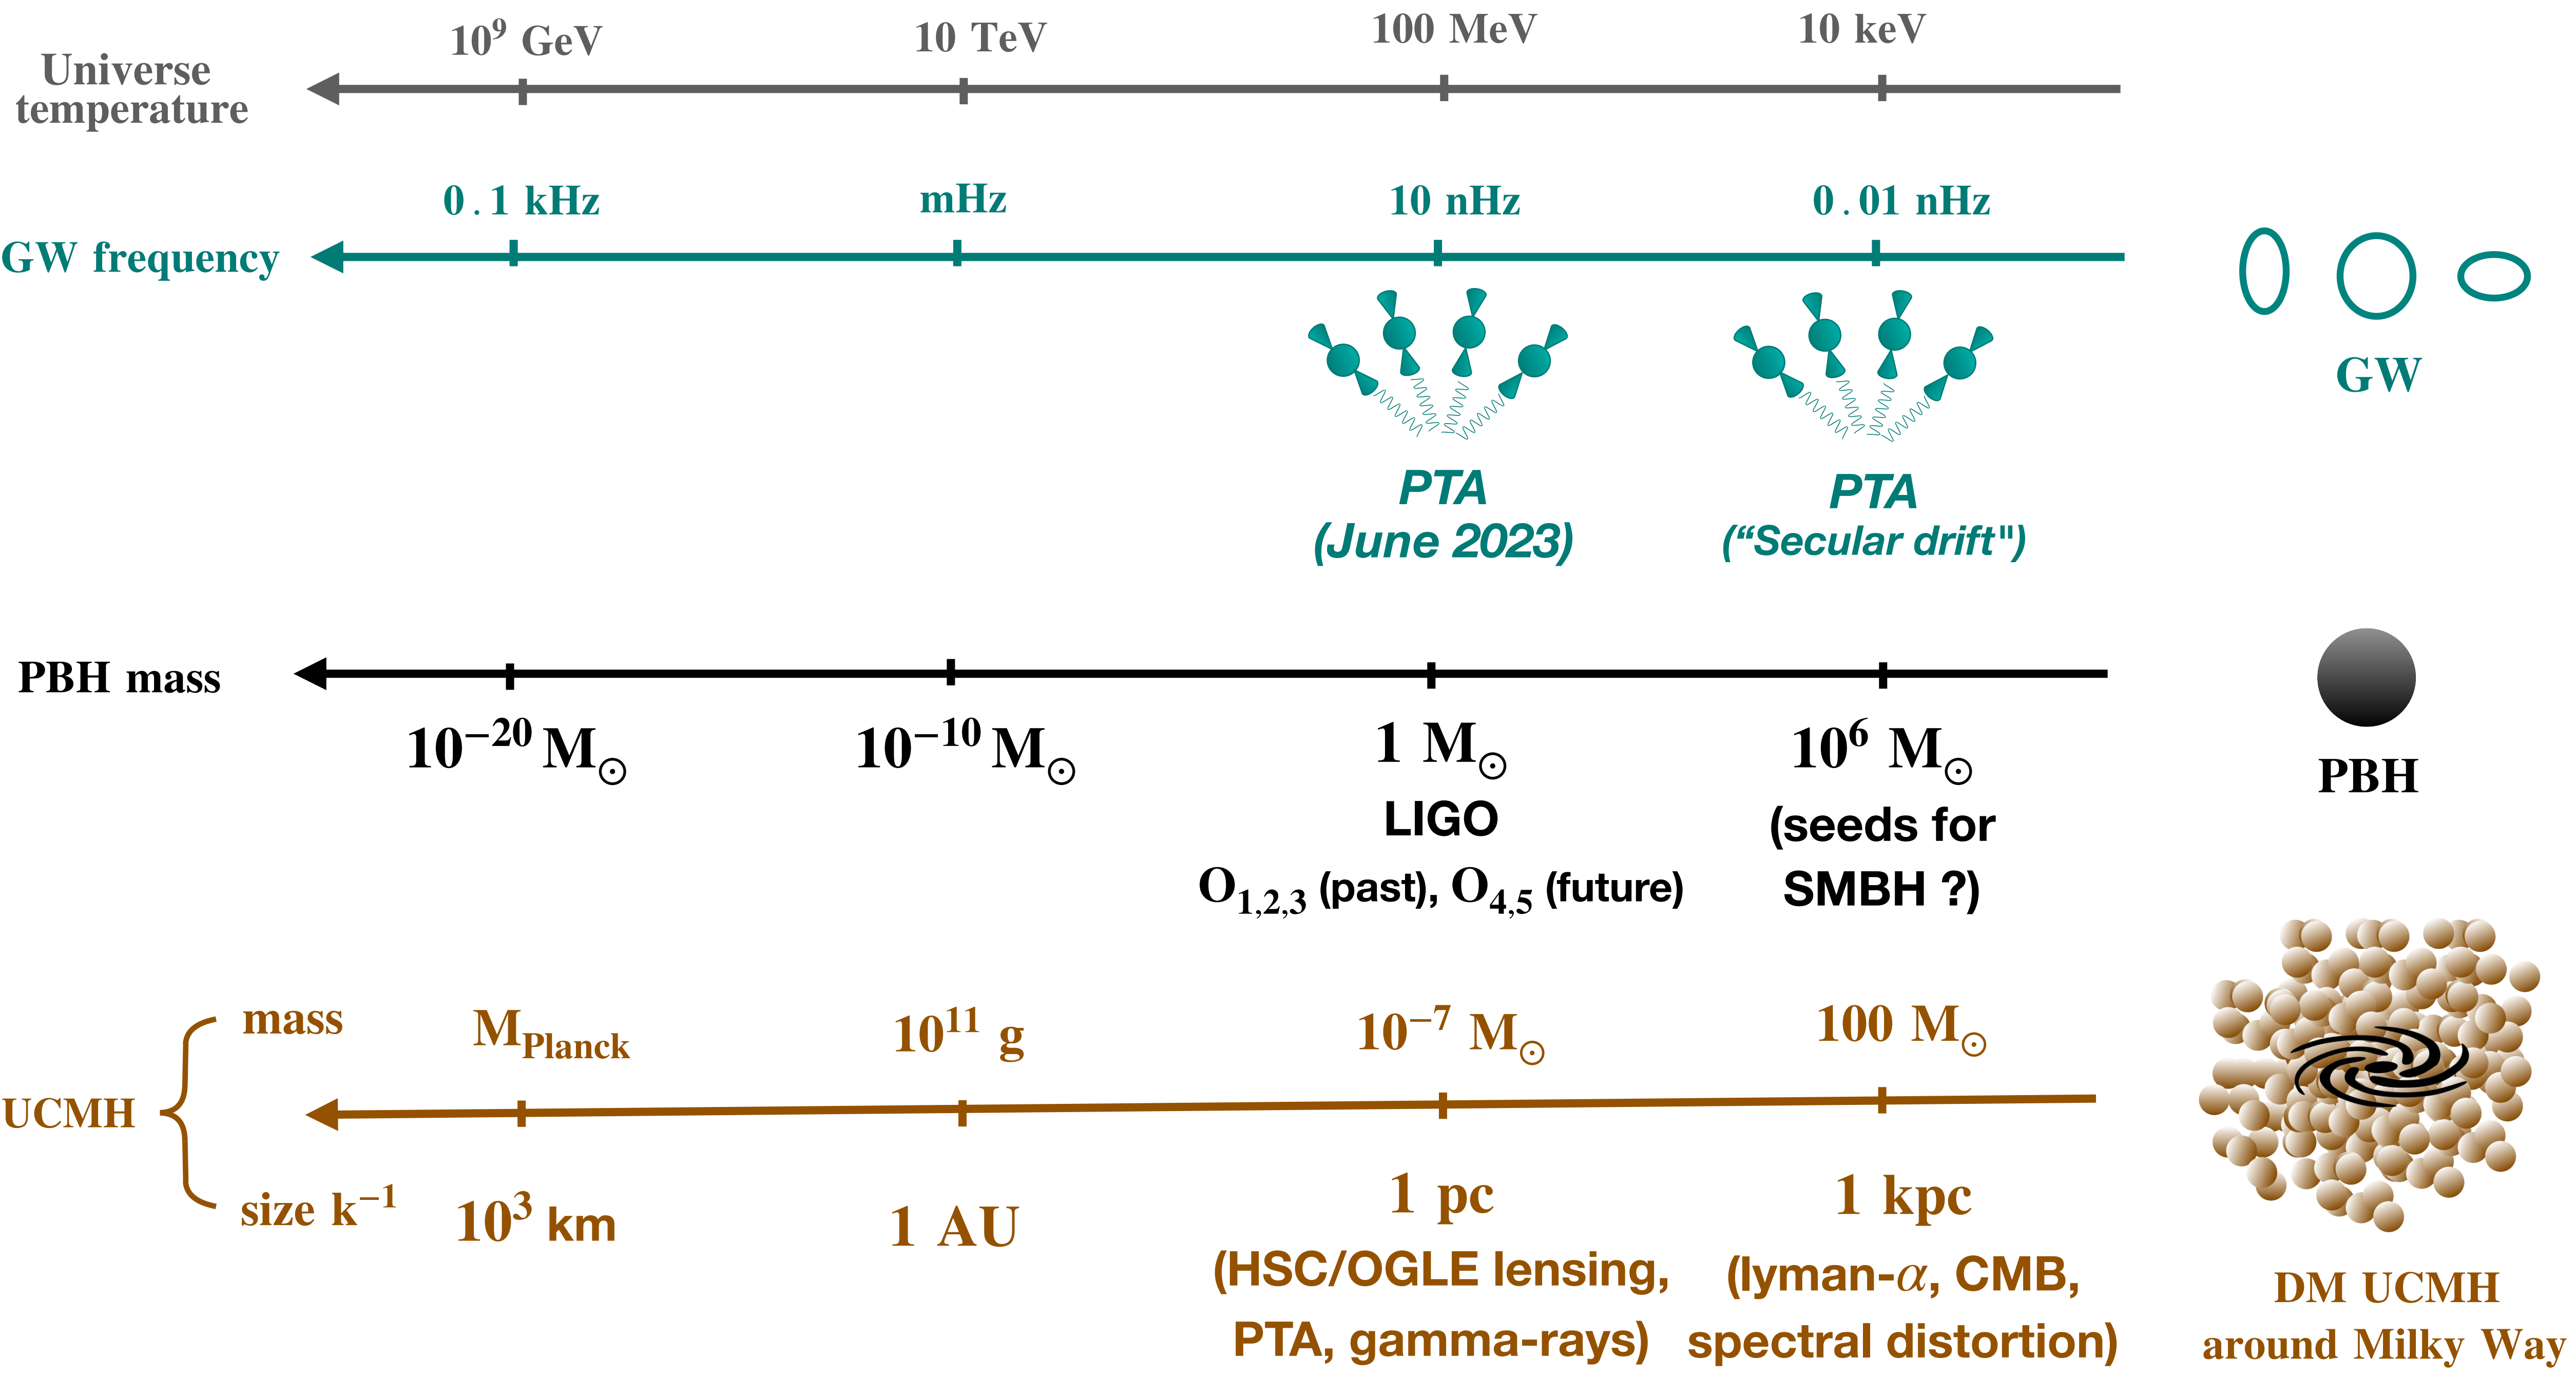 10⁹ GeV
10 TeV
100 MeV
10 keV
Universe
temperature
0.1 kHz
mHz
10 nHz
0.01 nHz
GW frequency
GW
PTA
(June 2023)
PTA
(“Secular drift")
PBH mass
10⁻²⁰ M⊙
10⁻¹⁰ M⊙
1 M⊙
LIGO
O₁,₂,₃ (past), O₄,₅ (future)
10⁶ M⊙
(seeds for
SMBH ?)
PBH
UCMH
mass
M_Planck
10¹¹ g
10⁻⁷ M⊙
100 M⊙
size k⁻¹
10³ km
1 AU
1 pc
(HSC/OGLE lensing,
PTA, gamma-rays)
1 kpc
(lyman-α, CMB,
spectral distortion)
DM UCMH
around Milky Way